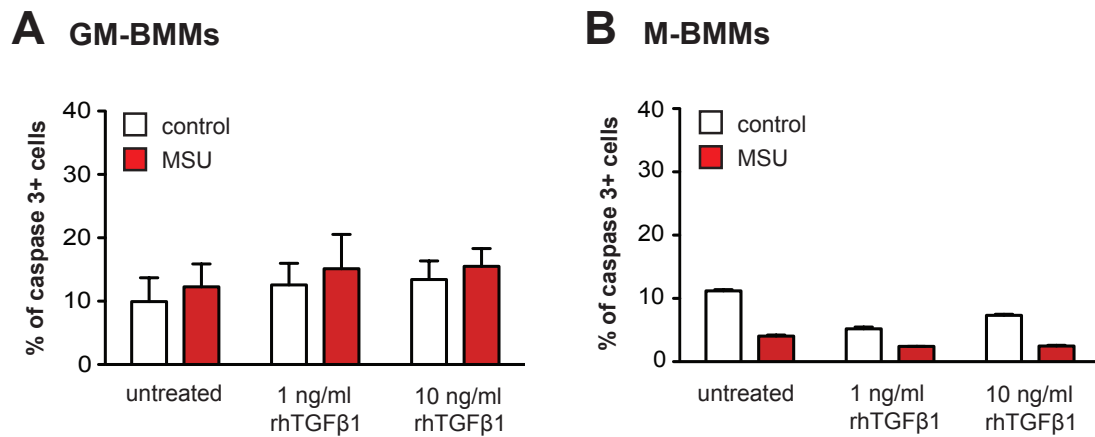 A GM-BMMs
% of caspase 3+ cells
40
30
20
10
0
control
MSU
untreated
1 ng/ml
rhTGFβ1
10 ng/ml
rhTGFβ1
B M-BMMs
% of caspase 3+ cells
40
30
20
10
0
control
MSU
untreated
1 ng/ml
rhTGFβ1
10 ng/ml
rhTGFβ1